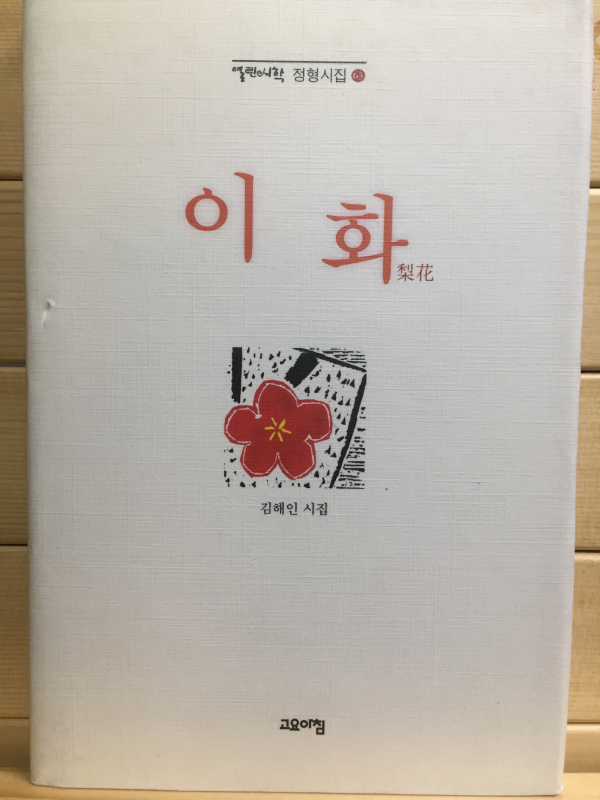 열린시학 정형시집
이화
梨花
김해인 시집
고요아침